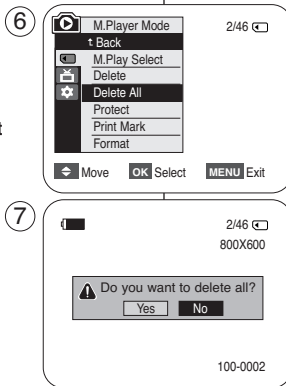 6
M.Player Mode 2/46
Back
M.Play Select
Delete
Delete All
Protect
t
Print Mark
Format
Move OK Select MENU Exit
7
2/46
800X600
Do you want to delete all?
Yes No
100-0002